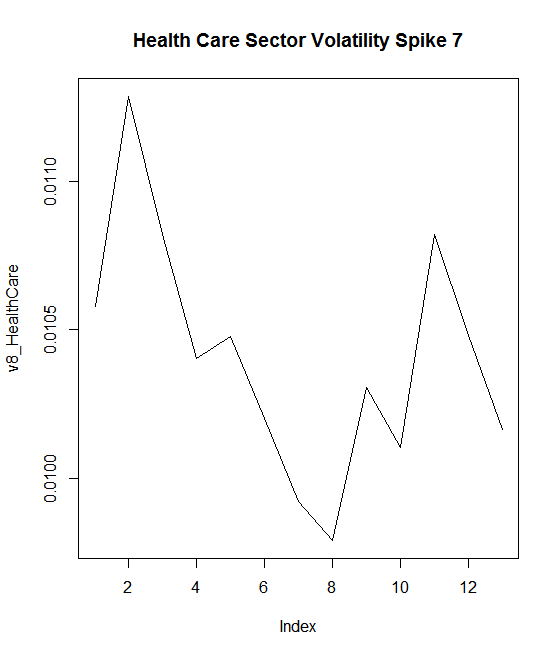 Health Care Sector Volatility Spike 7
v8_HealthCare
0.0110
0.0105
0.0100
2 4 6 8 10 12
Index